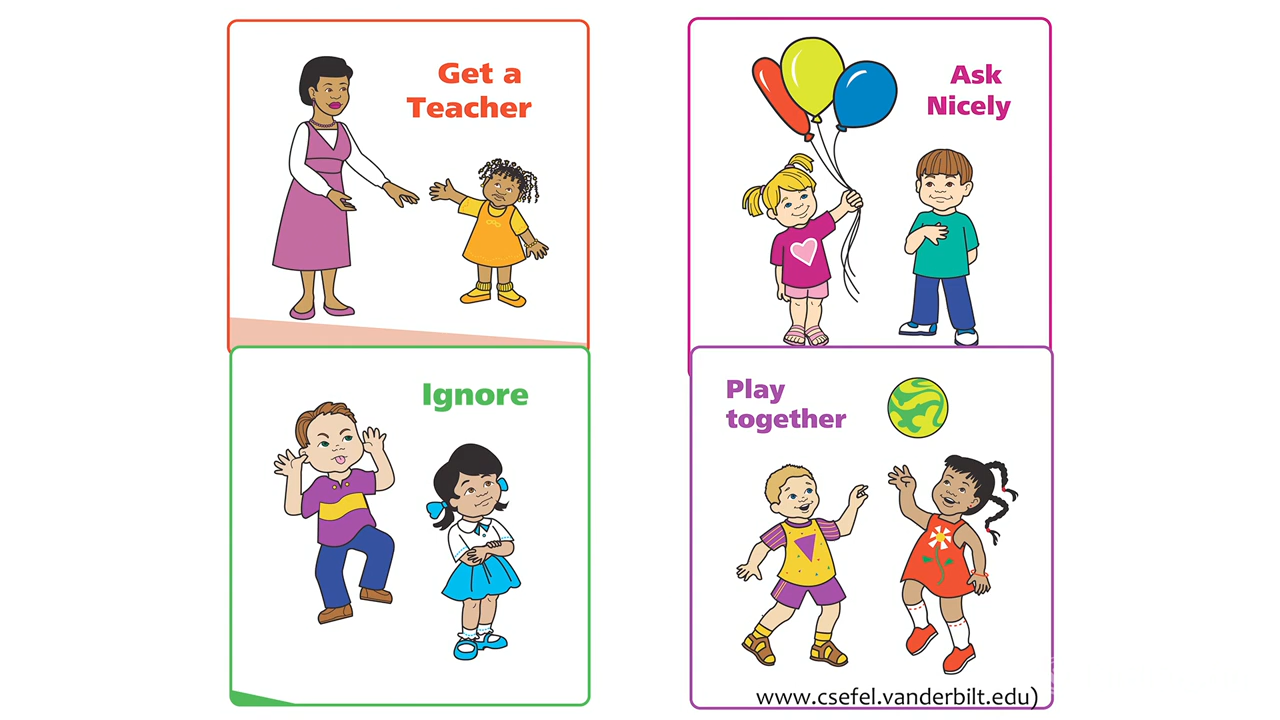 Get a
Teacher
Ask
Nicely
Ignore
Play
together
www.csefel.vanderbilt.edu)